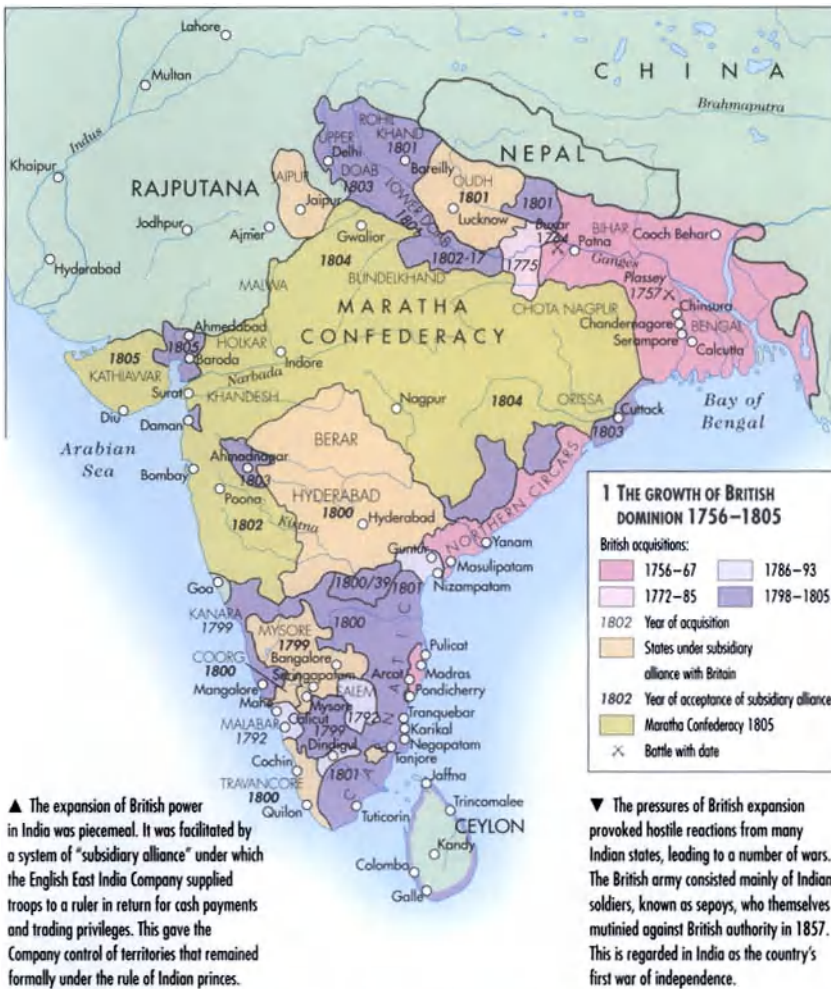 Lahore
CHINA
Multan
Brahmaputra
Indus
ROHIL
KHAND
1801
UPPER
Delhi
DOAB
1803
Bareilly
NEPAL
Khaipur
RAJPUTANA
JAIPUR
Jaipur
OUDH
1801
Lucknow
LOWER DOAB
1801
1801
Buxar
1764
BIHAR
Patna
Cooch Behar
Jodhpur
Ajmer
Gwalior
1802-17
1775
Ganges
Hyderabad
1804
BUNDELKHAND
Plassey
1757
MALWA
MARATHA
CONFEDERACY
CHOTA NAGPUR
Chinsura
Chandernagore
BENGAL
Serampore
Calcutta
Ahmedabad
HOLKAR
1805
1805
Baroda
Indore
KATHIAWAR
Narbada
Surat
KHANDESH
Nagpur
1804
ORISSA
Cuttack
1803
Bay of
Bengal
Diu
Daman
Arabian
Sea
BERAR
Ahmadnagar
1803
Bombay
Poona
HYDERABAD
1800
Hyderabad
1802
Kistna
NORTHERN CIRCARS
Guntur
Yanam
Masulipatam
Nizampatam
Goa
1800/39
1801
KANARA
1799
1800
CARNATIC
MYSORE
1799
Bangalore
Pulicat
COORG
1800
Seringapatam
Arcot
Madras
Mangalore
SALEM
Pondicherry
Mahe
Mysore
1792
Calicut
Tranquebar
MALABAR
1792
1799
Karikal
Dindigul
Negapatam
Tanjore
Cochin
1801
Jaffna
TRAVANCORE
1800
Quilon
Tuticorin
Trincomalee
CEYLON
Kandy
Colomba
Galle
1 THE GROWTH OF BRITISH
DOMINION 1756–1805
British acquisitions:
1756–67
1786–93
1772–85
1798–1805
1802 Year of acquisition
States under subsidiary
alliance with Britain
1802 Year of acceptance of subsidiary alliance
Maratha Confederacy 1805
Battle with date
▲ The expansion of British power
in India was piecemeal. It was facilitated by
a system of "subsidiary alliance" under which
the English East India Company supplied
troops to a ruler in return for cash payments
and trading privileges. This gave the
Company control of territories that remained
formally under the rule of Indian princes.
▼ The pressures of British expansion
provoked hostile reactions from many
Indian states, leading to a number of wars.
The British army consisted mainly of Indian
soldiers, known as sepoys, who themselves
mutinied against British authority in 1857.
This is regarded in India as the country's
first war of independence.